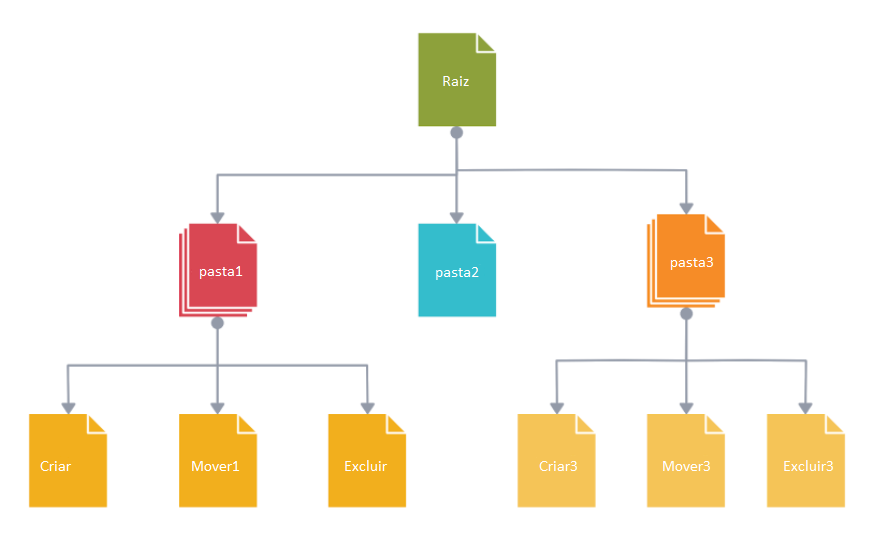 Raiz
pasta1
pasta2
pasta3
Criar
Mover1
Excluir
Criar3
Mover3
Excluir3